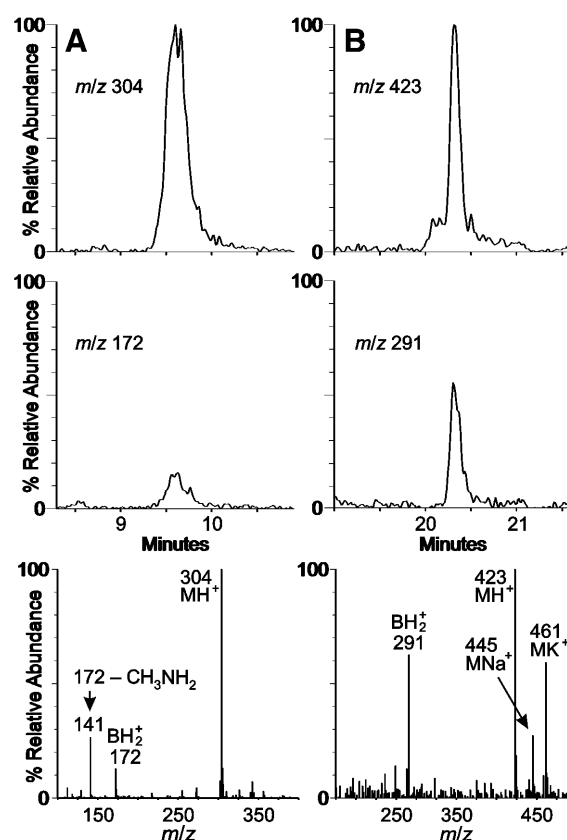 A
100
m/z 304
% Relative Abundance
0
B
100
m/z 423
0
100
m/z 172
% Relative Abundance
0
9 10
Minutes
100
m/z 291
0
20 21
Minutes
100
304
MH+
172 – CH3NH2
141
BH2+
172
% Relative Abundance
0
150 250 350
m/z
100
423
MH+
BH2+
291
445
MNa+
461
MK+
0
250 350 450
m/z